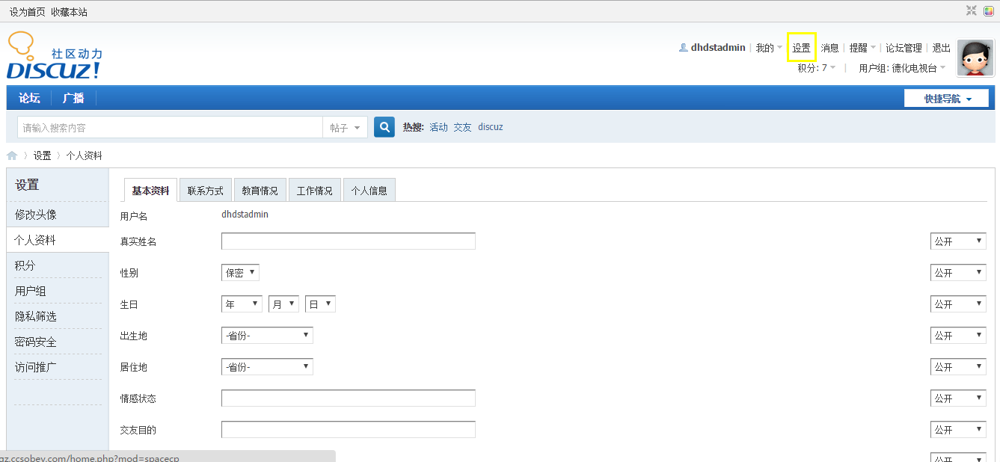 设为首页 收藏本站
社区动力
DISCUZ!
dhdstadmin 我的 设置 消息 提醒 论坛管理 退出
积分: 7 用户组: 德化电视台
论坛 广播 快捷导航
请输入搜索内容 帖子 热搜: 活动 交友 discuz
设置 个人资料
设置
修改头像
个人资料
积分
用户组
隐私筛选
密码安全
访问推广
基本资料 联系方式 教育情况 工作情况 个人信息
用户名 dhdstadmin
真实姓名 公开
性别 保密 公开
生日 年 月 日 公开
出生地 -省份- 公开
居住地 -省份- 公开
情感状态 公开
交友目的 公开
公开
gz.ccsobey.com/home.php?mod=spacecp